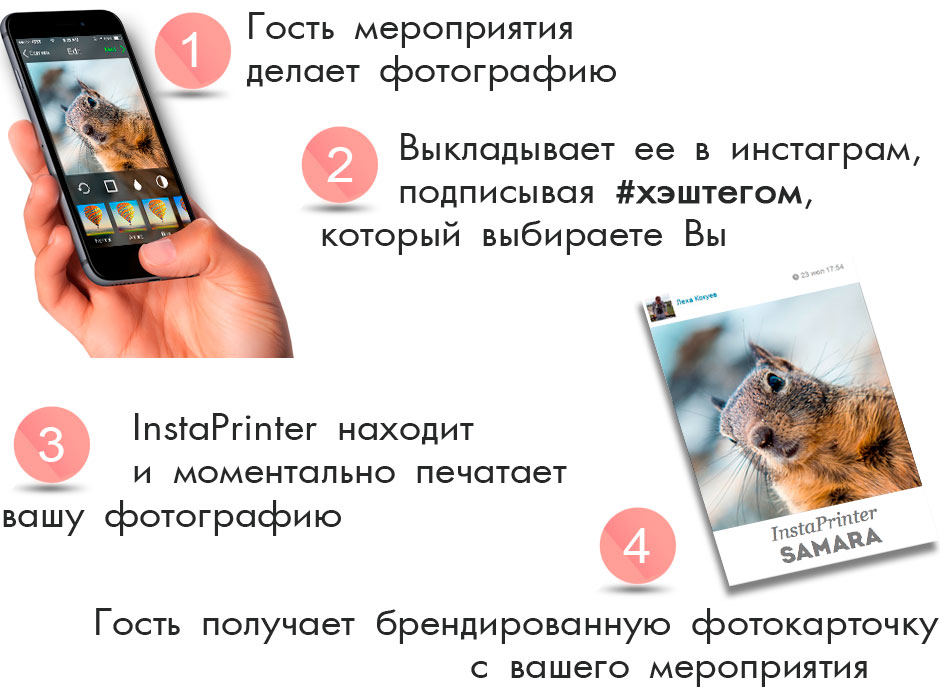 1
Гость мероприятия
делает фотографию
Edit
2
Выкладывает ее в инстаграм,
подписывая #хэштегом,
который выбираете Вы
23 июл 17:54
Леха Кокуев
3
InstaPrinter находит
и моментально печатает
вашу фотографию
InstaPrinter
SAMARA
4
Гость получает брендированную фотокарточку
с вашего мероприятия